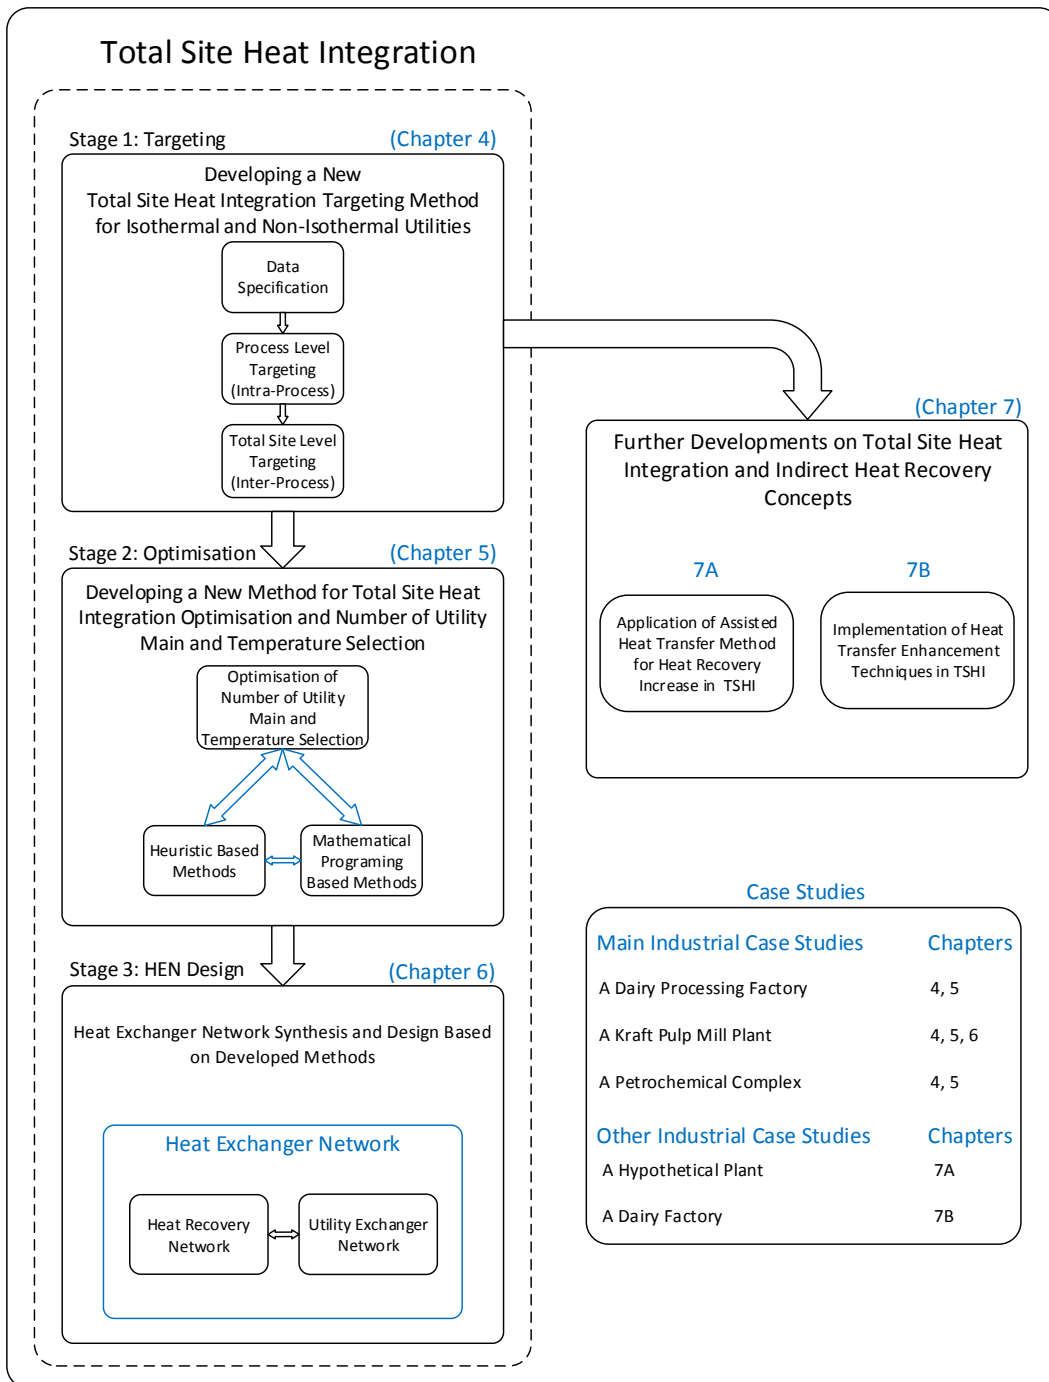 Total Site Heat Integration
Stage 1: Targeting
(Chapter 4)
Developing a New
Total Site Heat Integration Targeting Method
for Isothermal and Non-Isothermal Utilities
Data
Specification
Process Level
Targeting
(Intra-Process)
Total Site Level
Targeting
(Inter-Process)
Stage 2: Optimisation
(Chapter 5)
Developing a New Method for Total Site Heat
Integration Optimisation and Number of Utility
Main and Temperature Selection
Optimisation of
Number of Utility
Main and
Temperature Selection
Heuristic Based
Methods
Mathematical
Programing
Based Methods
Stage 3: HEN Design
(Chapter 6)
Heat Exchanger Network Synthesis and Design Based
on Developed Methods
Heat Exchanger Network
Heat Recovery
Network
Utility Exchanger
Network
(Chapter 7)
Further Developments on Total Site Heat
Integration and Indirect Heat Recovery
Concepts
7A
Application of Assisted
Heat Transfer Method
for Heat Recovery
Increase in TSHI
7B
Implementation of Heat
Transfer Enhancement
Techniques in TSHI
Case Studies
Main Industrial Case Studies Chapters
A Dairy Processing Factory 4, 5
A Kraft Pulp Mill Plant 4, 5, 6
A Petrochemical Complex 4, 5
Other Industrial Case Studies Chapters
A Hypothetical Plant 7A
A Dairy Factory 7B